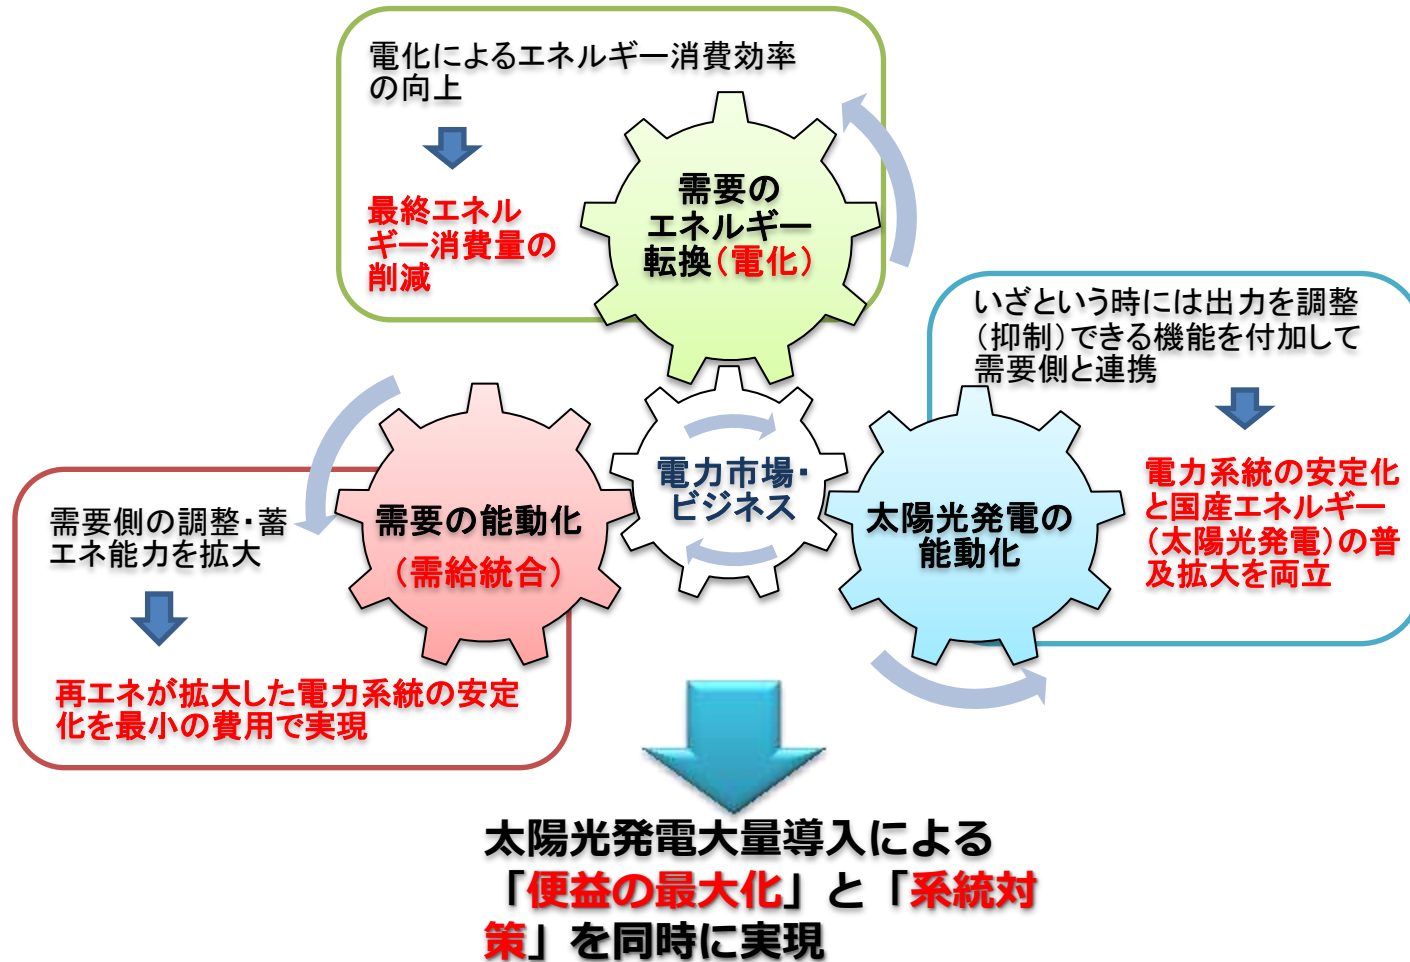 電化によるエネルギー消費効率
の向上
最終エネル
ギー消費量の
削減
需要の
エネルギー
転換(電化)
いざという時には出力を調整
(抑制)できる機能を付加して
需要側と連携
電力系統の安定化
と国産エネルギー
(太陽光発電)の普
及拡大を両立
太陽光発電の
能動化
電力市場・
ビジネス
需要の能動化
(需給統合)
需要側の調整・蓄
エネ能力を拡大
再エネが拡大した電力系統の安定
化を最小の費用で実現
太陽光発電大量導入による
「便益の最大化」と「系統対
策」を同時に実現